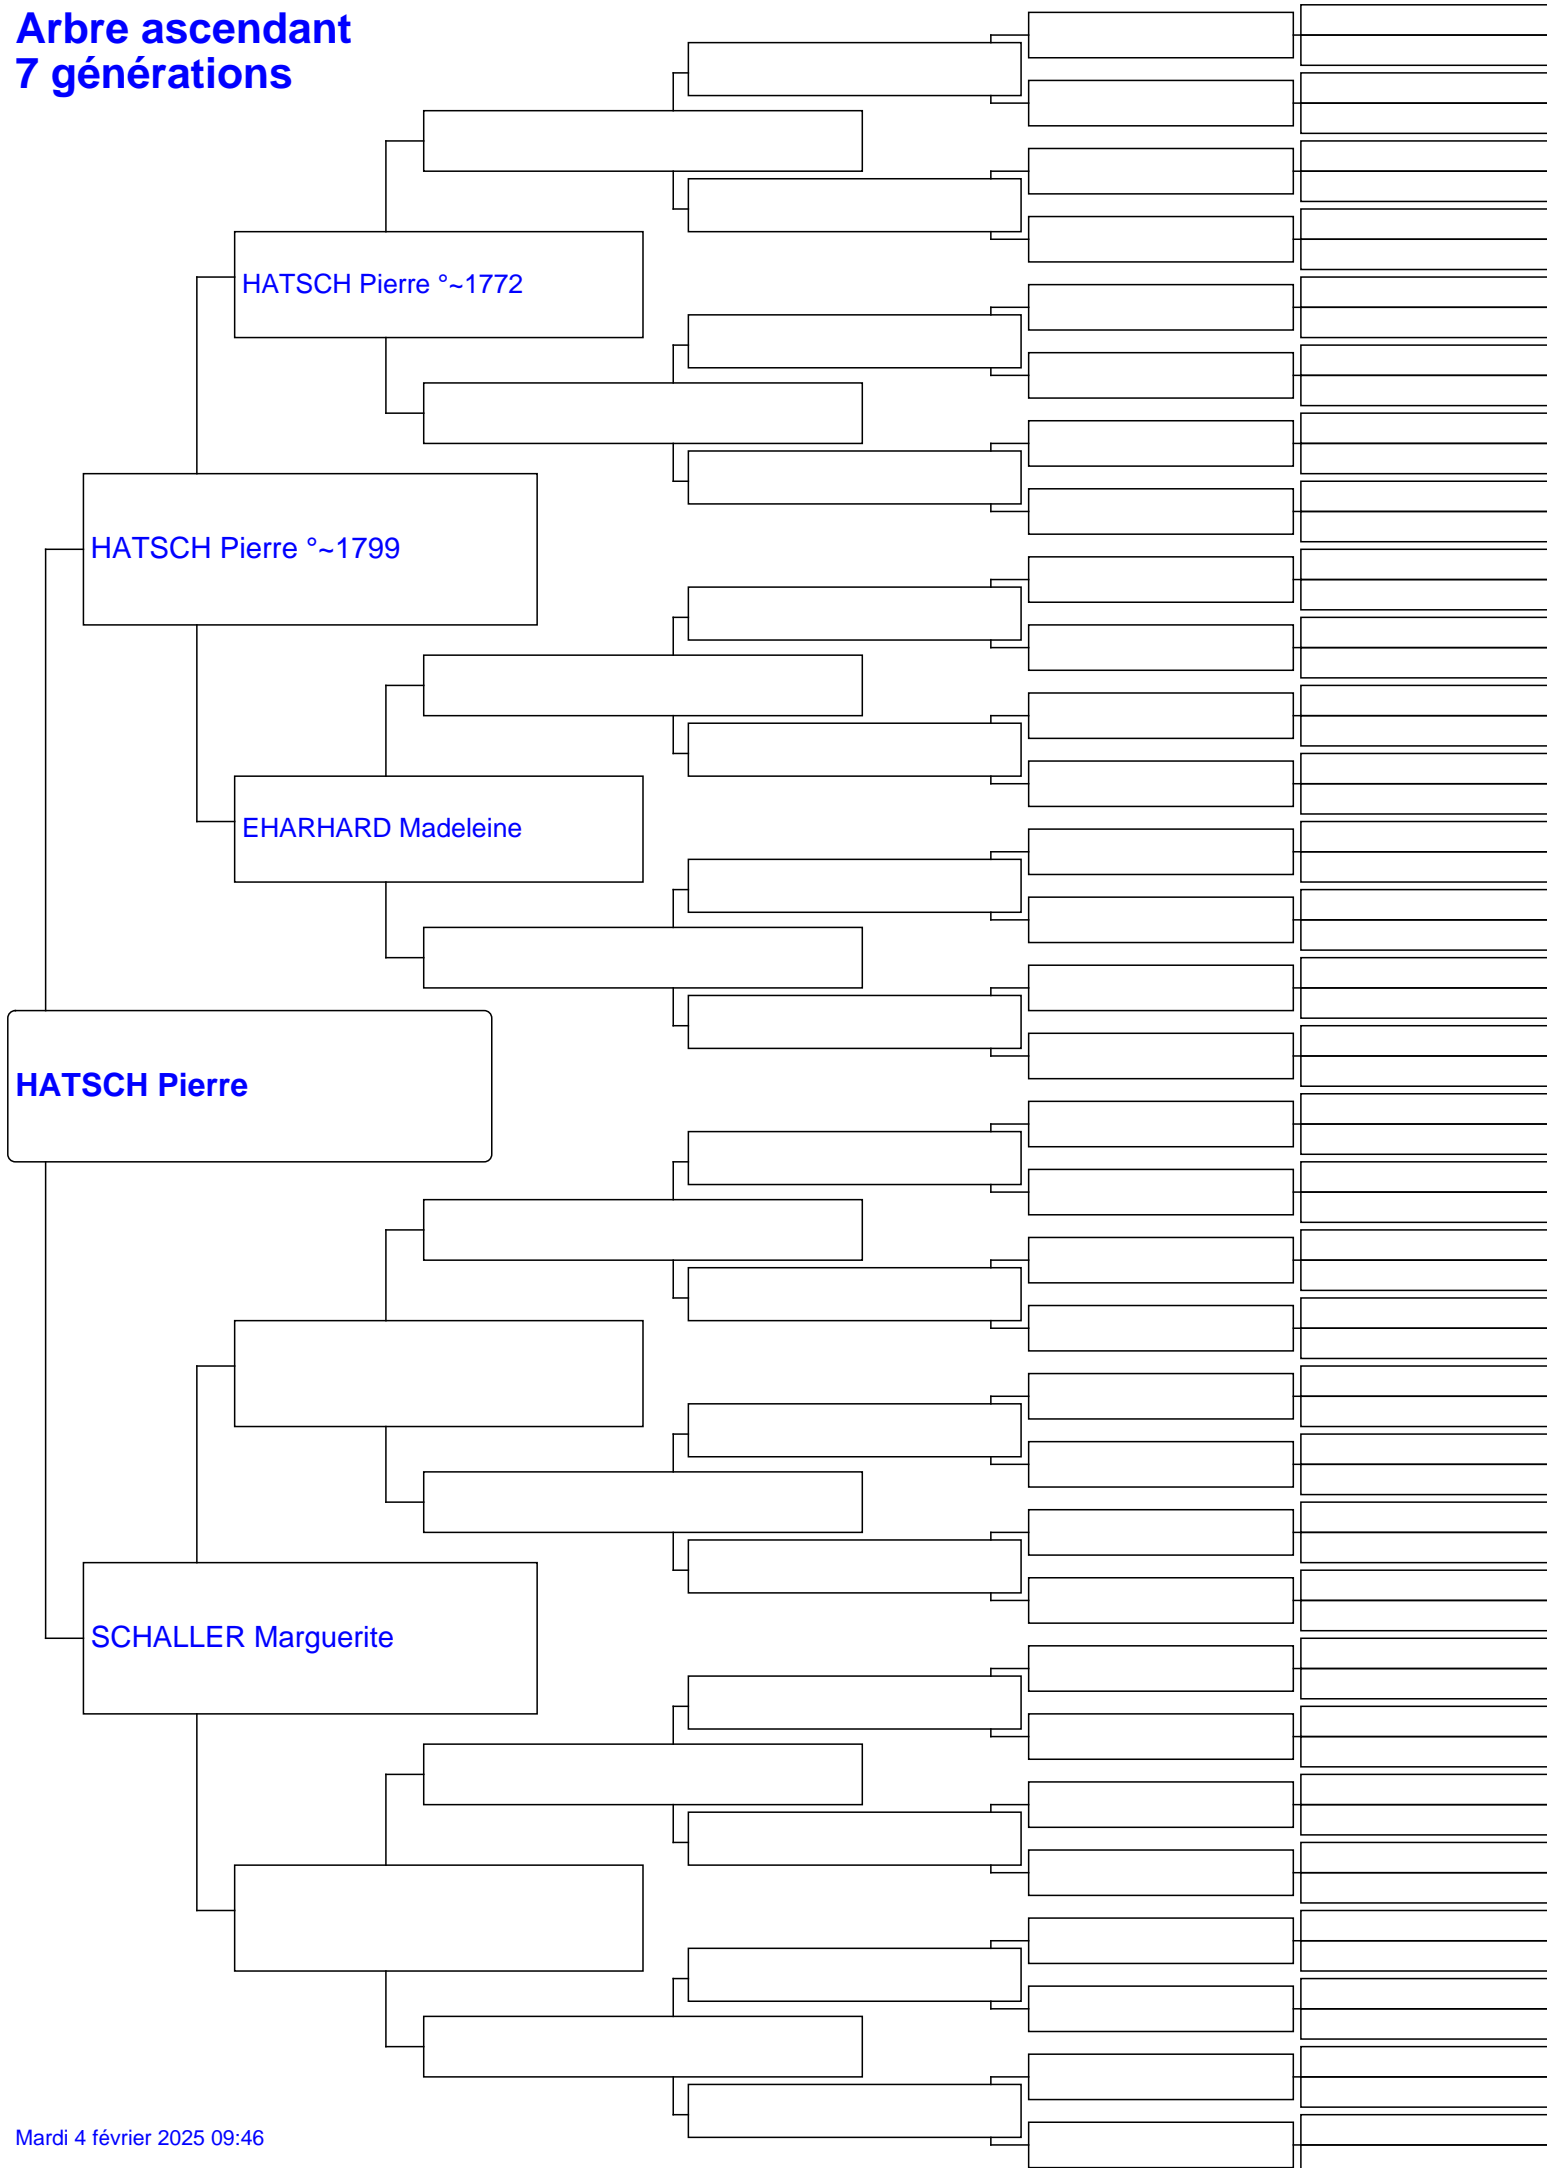 Arbre ascendant
7 générations
HATSCH Pierre °~1772
HATSCH Pierre °~1799
EHARHARD Madeleine
HATSCH Pierre
SCHALLER Marguerite
Mardi 4 février 2025 09:46